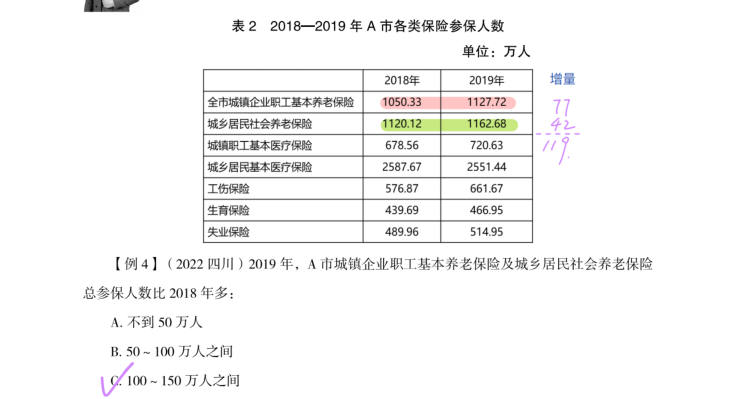 表 2 2018—2019 年 A 市各类保险参保人数
单位：万人
2018年 2019年 增量
全市城镇企业职工基本养老保险 1050.33 1127.72 77
城乡居民社会养老保险 1120.12 1162.68 42
城镇职工基本医疗保险 678.56 720.63 119
城乡居民基本医疗保险 2587.67 2551.44
工伤保险 576.87 661.67
生育保险 439.69 466.95
失业保险 489.96 514.95
【例 4】（2022 四川）2019 年，A 市城镇企业职工基本养老保险及城乡居民社会养老保险
总参保人数比 2018 年多：
A. 不到 50 万人
B. 50 ~ 100 万人之间
C. 100 ~ 150 万人之间